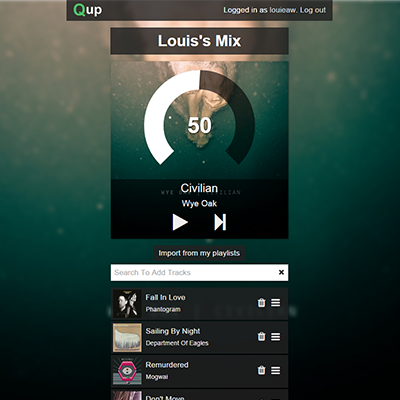 Qup
Logged in as louieaw. Log out
Louis's Mix
50
WYE OAK CIVILIAN
Civilian
Wye Oak
Import from my playlists
Search To Add Tracks
Fall In Love
Phantogram
Sailing By Night
Department Of Eagles
Remurdered
Mogwai
Don't Move